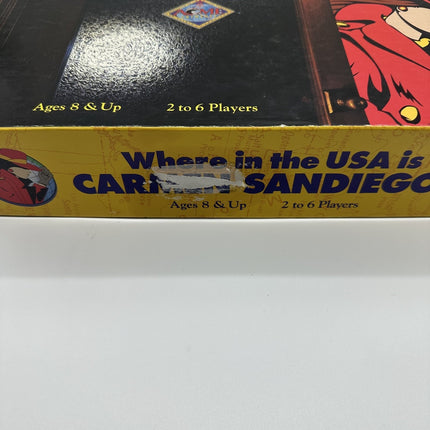 Ages 8 & Up 2 to 6 Players
Where in the USA is
CARMEN SANDIEGO
Ages 8 & Up 2 to 6 Players